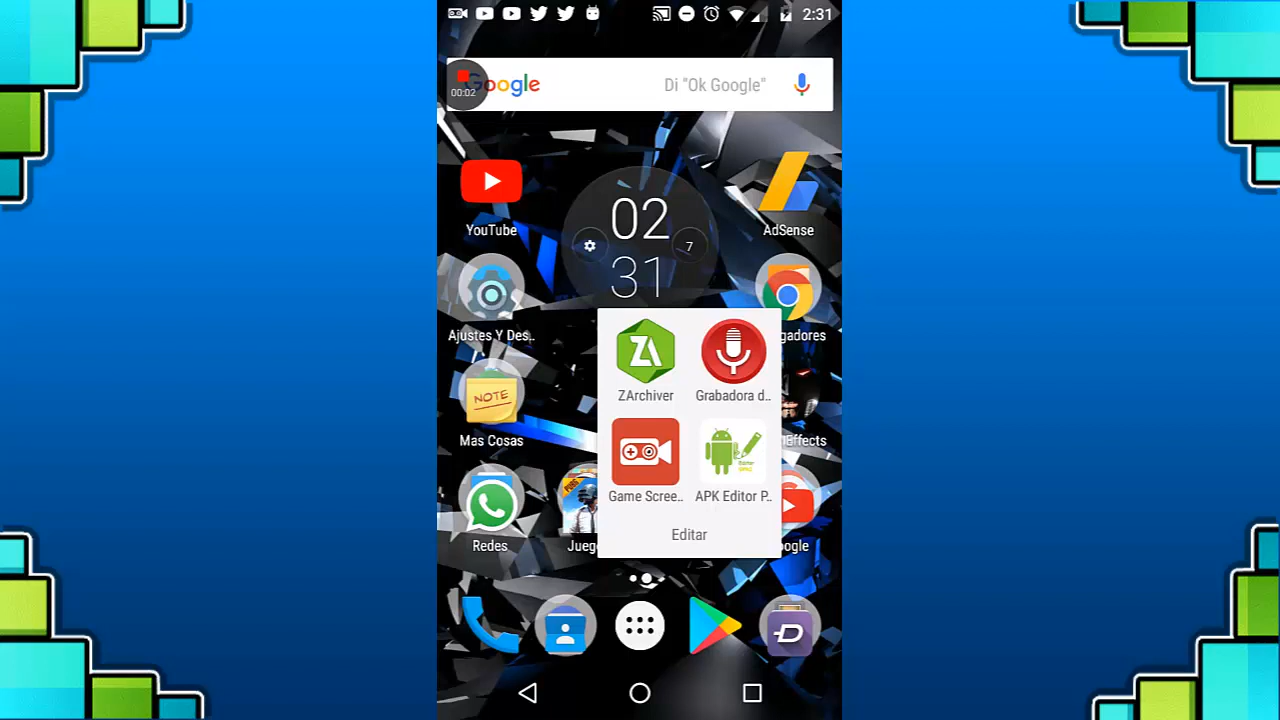 2:31
Google
Di "Ok Google"
00:02
YouTube
AdSense
02
31
7
Ajustes Y Des..
gadores
ZArchiver
Grabadora d..
NOTE
Mas Cosas
Effects
Game Scree..
APK Editor P..
PUBG
Redes
Jueg
ogle
Editar